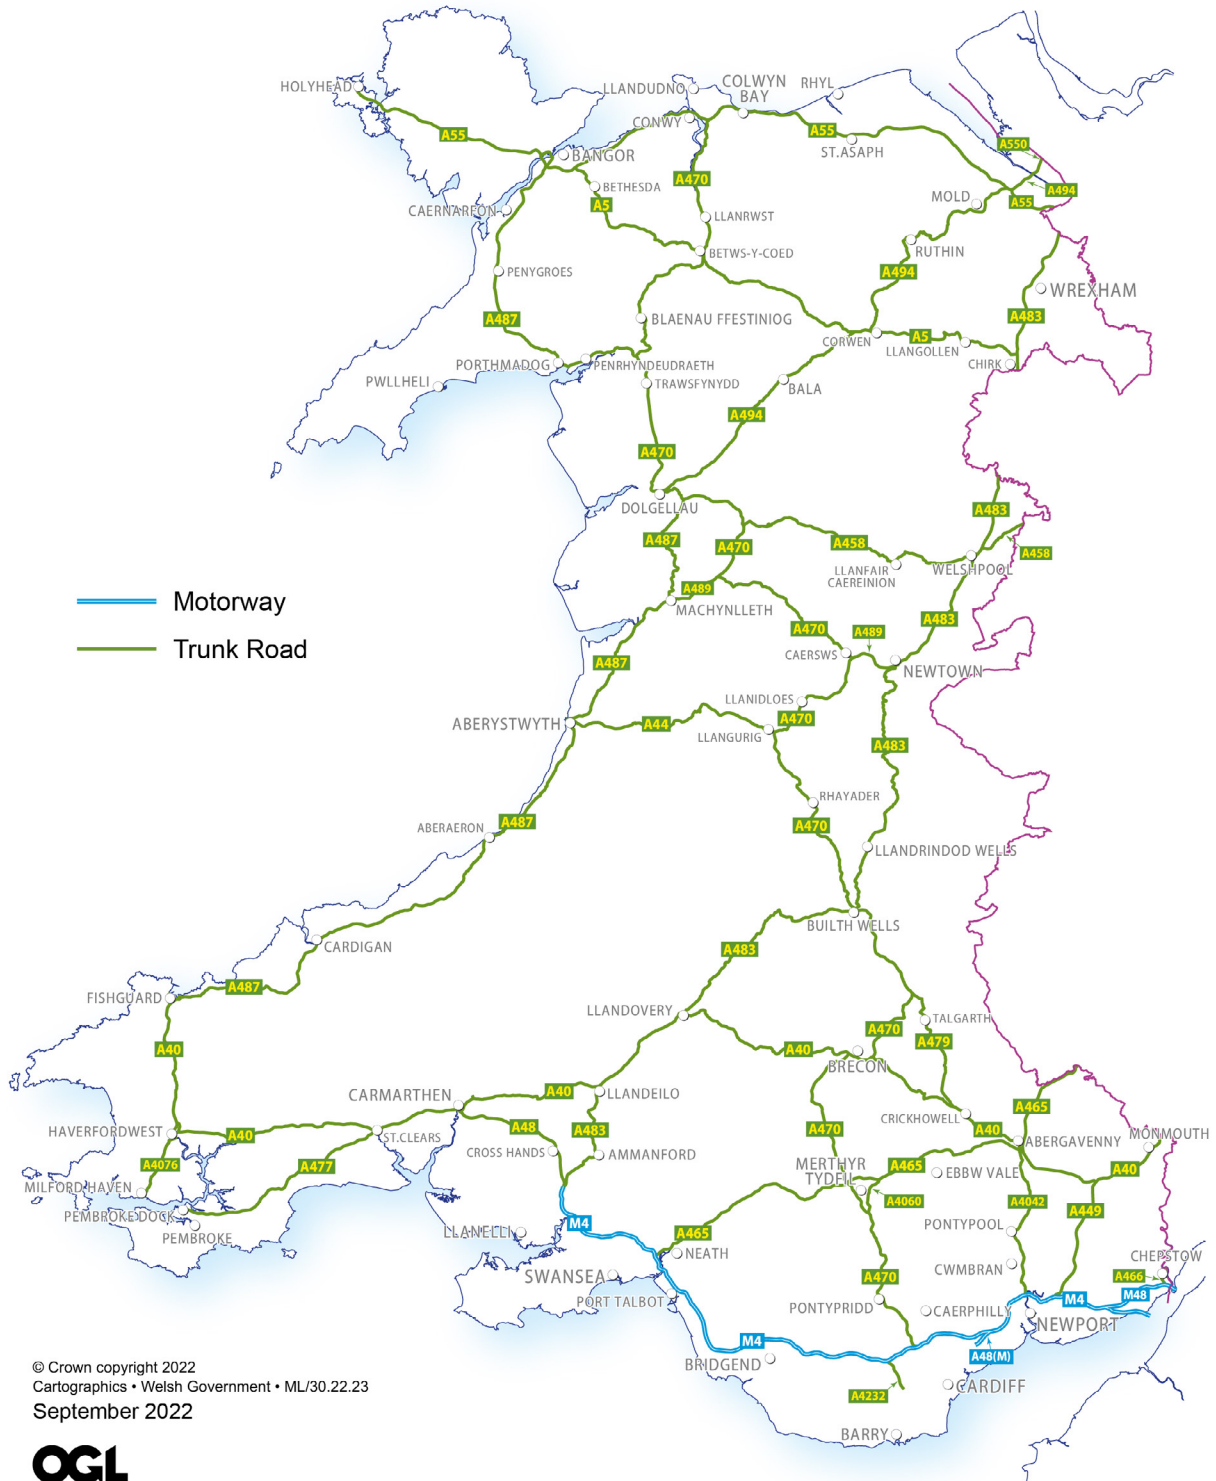 HOLYHEAD
LLANDUDNO
COLWYN
BAY
RHYL
CONWY
A55
A55
ST.ASAPH
A550
BANGOR
BETHESDA
A470
A494
MOLD
A55
A5
CAERNARFON
LLANRWST
RUTHIN
BETWS-Y-COED
PENYGROES
A494
WREXHAM
A487
BLAENAU FFESTINIOG
A483
CORWEN
A5
LLANGOLLEN
PORTHMADOG
PENRHYNDEUDRAETH
CHIRK
PWLLHELI
TRAWSFYNYDD
BALA
A494
A470
DOLGELLAU
A483
A487
A470
A458
A458
LLANFAIR
CAEREINION
WELSHPOOL
A489
Motorway
MACHYNLLETH
A483
A470
A489
Trunk Road
CAERSWS
A487
NEWTOWN
LLANIDLOES
ABERYSTWYTH
A44
A470
LLANGURIG
A483
RHAYADER
A487
A470
ABERAERON
LLANDRINDOD WELLS
BUILTH WELLS
CARDIGAN
A483
A487
FISHGUARD
LLANDOVERY
TALGARTH
A470
A479
A40
A40
BRECON
CARMARTHEN
A40
LLANDEILO
A465
CRICKHOWELL
A48
A483
A470
A40
HAVERFORDWEST
A40
ST.CLEARS
ABERGAVENNY
MONMOUTH
CROSS HANDS
AMMANFORD
A4076
A477
MERTHYR
TYDFIL
A465
EBBW VALE
A40
MILFORD HAVEN
A4060
A4042
A449
PEMBROKE DOCK
PEMBROKE
M4
LLANELLI
A465
PONTYPOOL
NEATH
CHEPSTOW
SWANSEA
CWMBRAN
A470
A466
PORT TALBOT
M48
PONTYPRIDD
CAERPHILLY
M4
NEWPORT
M4
A48(M)
BRIDGEND
© Crown copyright 2022
Cartographics • Welsh Government • ML/30.22.23
September 2022
CARDIFF
A4232
BARRY
OGL